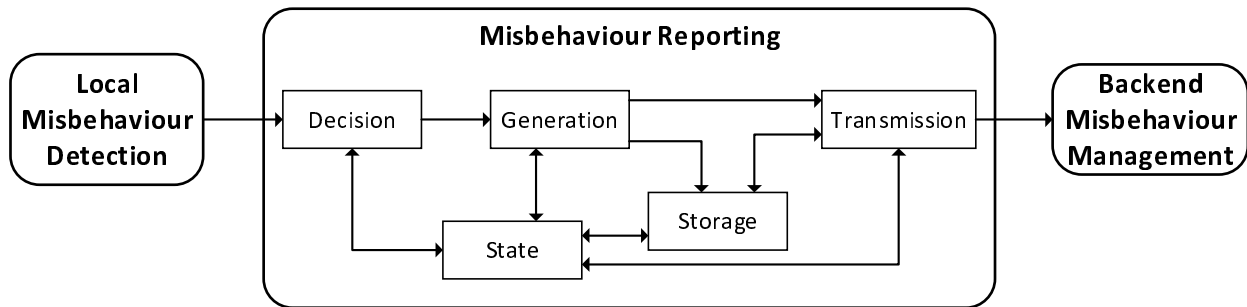 Misbehaviour Reporting
Local
Misbehaviour
Detection
Decision
Generation
Transmission
Backend
Misbehaviour
Management
Storage
State